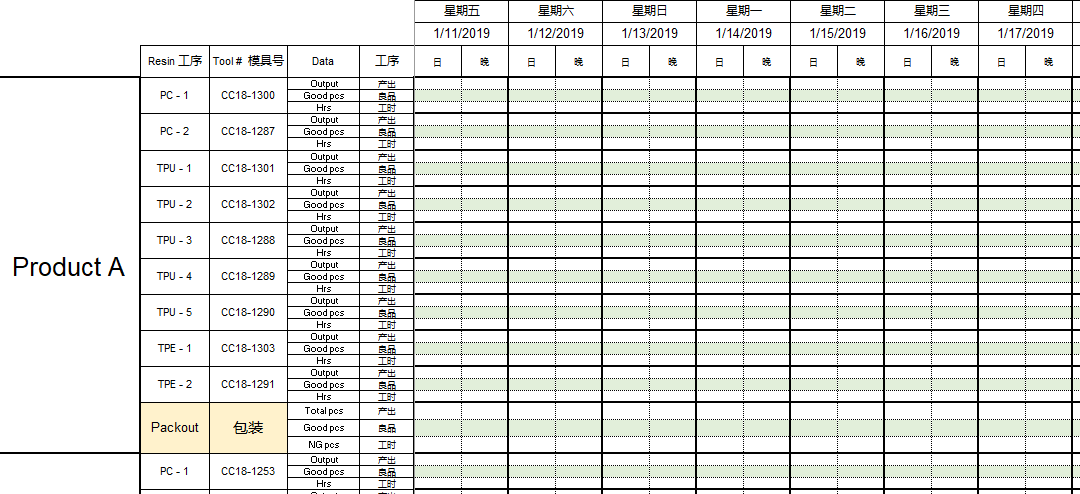 星期五 星期六 星期日 星期一 星期二 星期三 星期四
1/11/2019 1/12/2019 1/13/2019 1/14/2019 1/15/2019 1/16/2019 1/17/2019
Resin 工序 Tool # 模具号 Data 工序 日 晚 日 晚 日 晚 日 晚 日 晚 日 晚 日 晚
Product A
PC - 1 CC18-1300
Output 产出
Good pcs 良品
Hrs 工时
PC - 2 CC18-1287
Output 产出
Good pcs 良品
Hrs 工时
TPU - 1 CC18-1301
Output 产出
Good pcs 良品
Hrs 工时
TPU - 2 CC18-1302
Output 产出
Good pcs 良品
Hrs 工时
TPU - 3 CC18-1288
Output 产出
Good pcs 良品
Hrs 工时
TPU - 4 CC18-1289
Output 产出
Good pcs 良品
Hrs 工时
TPU - 5 CC18-1290
Output 产出
Good pcs 良品
Hrs 工时
TPE - 1 CC18-1303
Output 产出
Good pcs 良品
Hrs 工时
TPE - 2 CC18-1291
Output 产出
Good pcs 良品
Hrs 工时
Packout 包装
Total pcs 产出
Good pcs 良品
NG pcs 工时
PC - 1 CC18-1253
Output 产出
Good pcs 良品
Hrs 工时